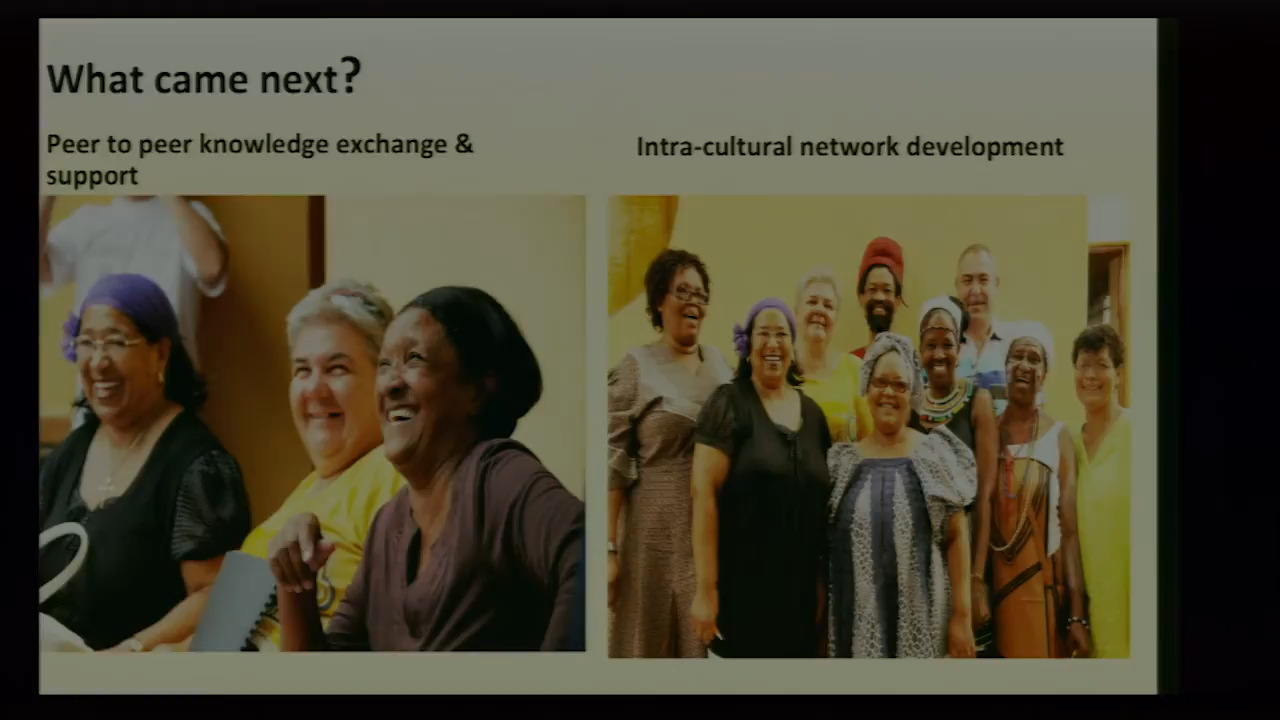 What came next?
Peer to peer knowledge exchange &
support
Intra-cultural network development